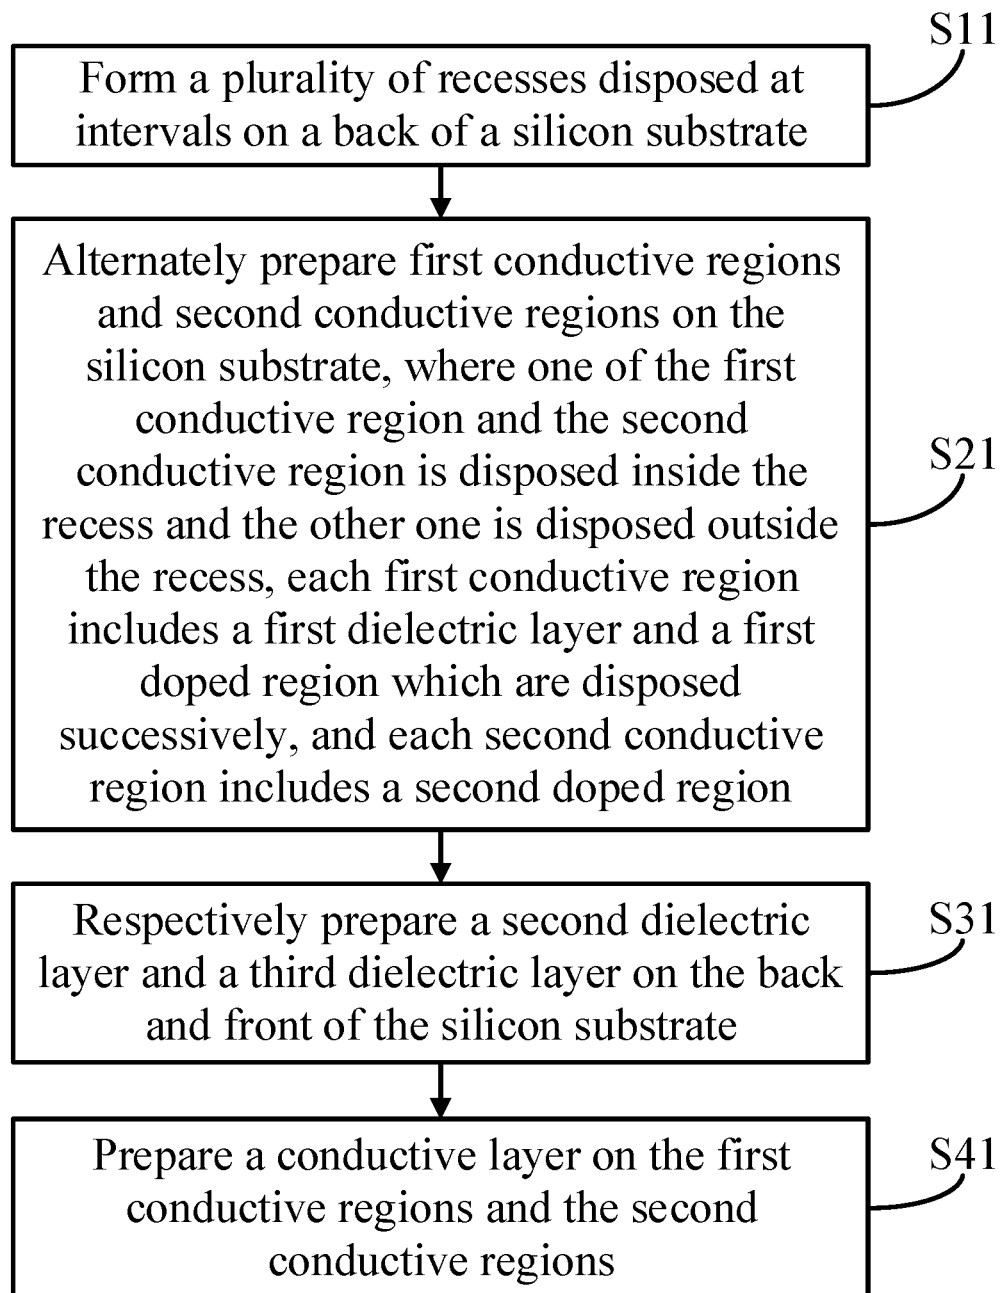 S11
Form a plurality of recesses disposed at
intervals on a back of a silicon substrate
Alternately prepare first conductive regions
and second conductive regions on the
silicon substrate, where one of the first
conductive region and the second
conductive region is disposed inside the
recess and the other one is disposed outside
the recess, each first conductive region
includes a first dielectric layer and a first
doped region which are disposed
successively, and each second conductive
region includes a second doped region
S21
Respectively prepare a second dielectric
layer and a third dielectric layer on the back
and front of the silicon substrate
S31
Prepare a conductive layer on the first
conductive regions and the second
conductive regions
S41